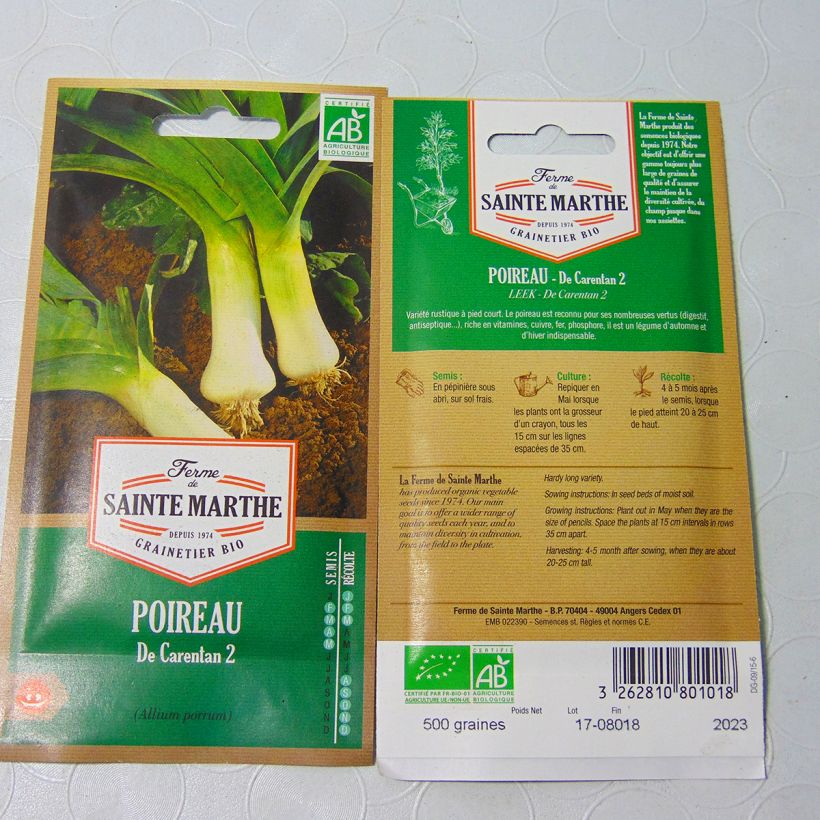 CERTIFIÉ
AB
AGRICULTURE
BIOLOGIQUE
Ferme
de
SAINTE MARTHE
DEPUIS 1974
GRAINETIER BIO
SEMIS
RÉCOLTE
J J
F F
M M
A A
M M
J J
J J
A A
S S
O O
N N
D D
POIREAU
De Carentan 2
(Allium porrum)
La Ferme de Sainte
Marthe produit des
semences biologiques
depuis 1974. Notre
objectif est d'offrir une
gamme toujours plus
large de graines de
qualité et d'assurer
le maintien de la
diversité cultivée, du
champ jusque dans
nos assiettes.
Ferme
de
SAINTE MARTHE
DEPUIS 1974
GRAINETIER BIO
POIREAU - De Carentan 2
LEEK - De Carentan 2
Variété rustique à pied court. Le poireau est reconnu pour ses nombreuses vertus (digestif,
antiseptique...), riche en vitamines, cuivre, fer, phosphore, il est un légume d'automne et
d'hiver indispensable.
Semis :
En pépinière sous
abri, sur sol frais.
Culture :
Repiquer en
Mai lorsque
les plants ont la grosseur
d'un crayon, tous les
15 cm sur les lignes
espacées de 35 cm.
Récolte :
4 à 5 mois après
le semis, lorsque
le pied atteint 20 à 25 cm
de haut.
La Ferme de Sainte Marthe
has produced organic vegetable
seeds since 1974. Our main
goal is to offer a wider range of
quality seeds each year, and to
maintain diversity in cultivation,
from the field to the plate.
Hardy long variety.
Sowing instructions: In seed beds of moist soil.
Growing Instructions: Plant out in May when they are the
size of pencils. Space the plants at 15 cm intervals in rows
35 cm apart.
Harvesting: 4-5 month after sowing, when they are about
20-25 cm tall.
Ferme de Sainte Marthe - B.P. 70404 - 49004 Angers Cedex 01
EMB 022390 - Semences st. Règles et normes C.E.
CERTIFIÉ
AB
CERTIFIÉ PAR FR-BIO-01
AGRICULTURE UE/NON-UE
AGRICULTURE
BIOLOGIQUE
3 262810 801018
DG-09/15-6
Poids Net Lot Fin
500 graines 17-08018 2023